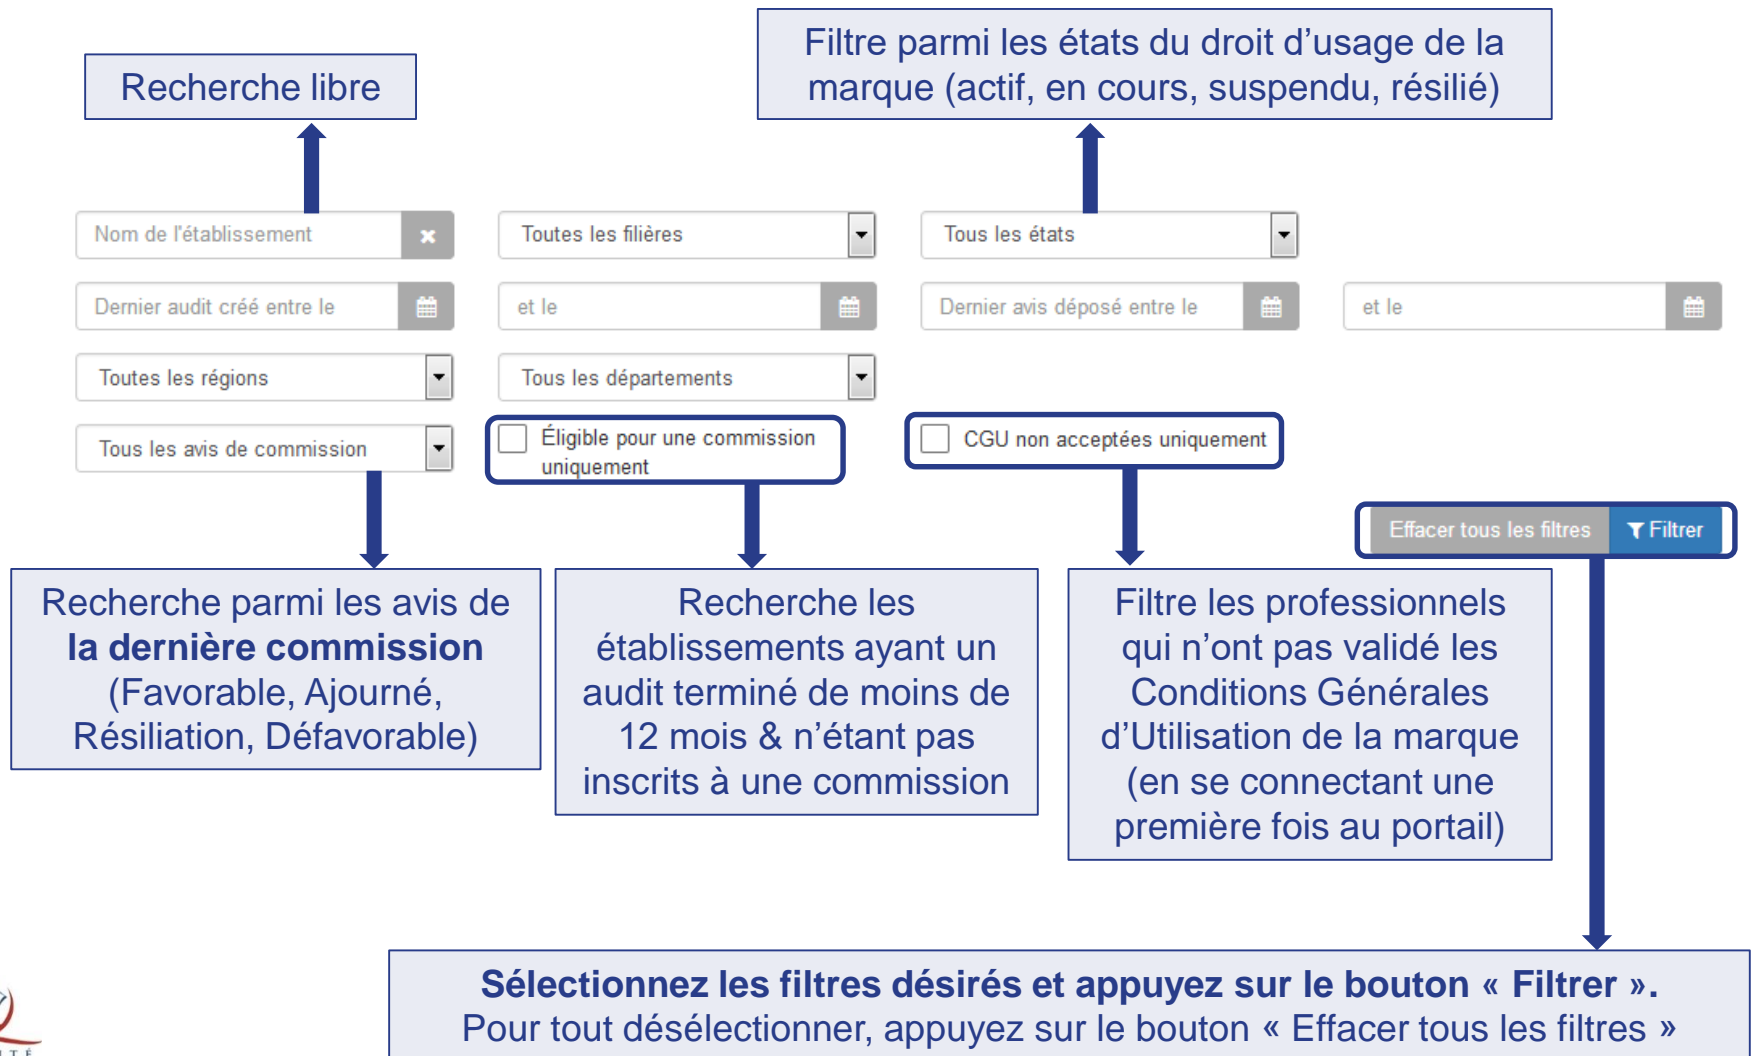 Recherche libre
Filtre parmi les états du droit d’usage de la
marque (actif, en cours, suspendu, résilié)
Nom de l'établissement
Toutes les filières
Tous les états
Dernier audit créé entre le
et le
Dernier avis déposé entre le
et le
Toutes les régions
Tous les départements
Tous les avis de commission
Éligible pour une commission
uniquement
CGU non acceptées uniquement
Effacer tous les filtres
Filtrer
Recherche parmi les avis de
la dernière commission
(Favorable, Ajourné,
Résiliation, Défavorable)
Recherche les
établissements ayant un
audit terminé de moins de
12 mois & n’étant pas
inscrits à une commission
Filtre les professionnels
qui n’ont pas validé les
Conditions Générales
d’Utilisation de la marque
(en se connectant une
première fois au portail)
Sélectionnez les filtres désirés et appuyez sur le bouton « Filtrer ».
Pour tout désélectionner, appuyez sur le bouton « Effacer tous les filtres »